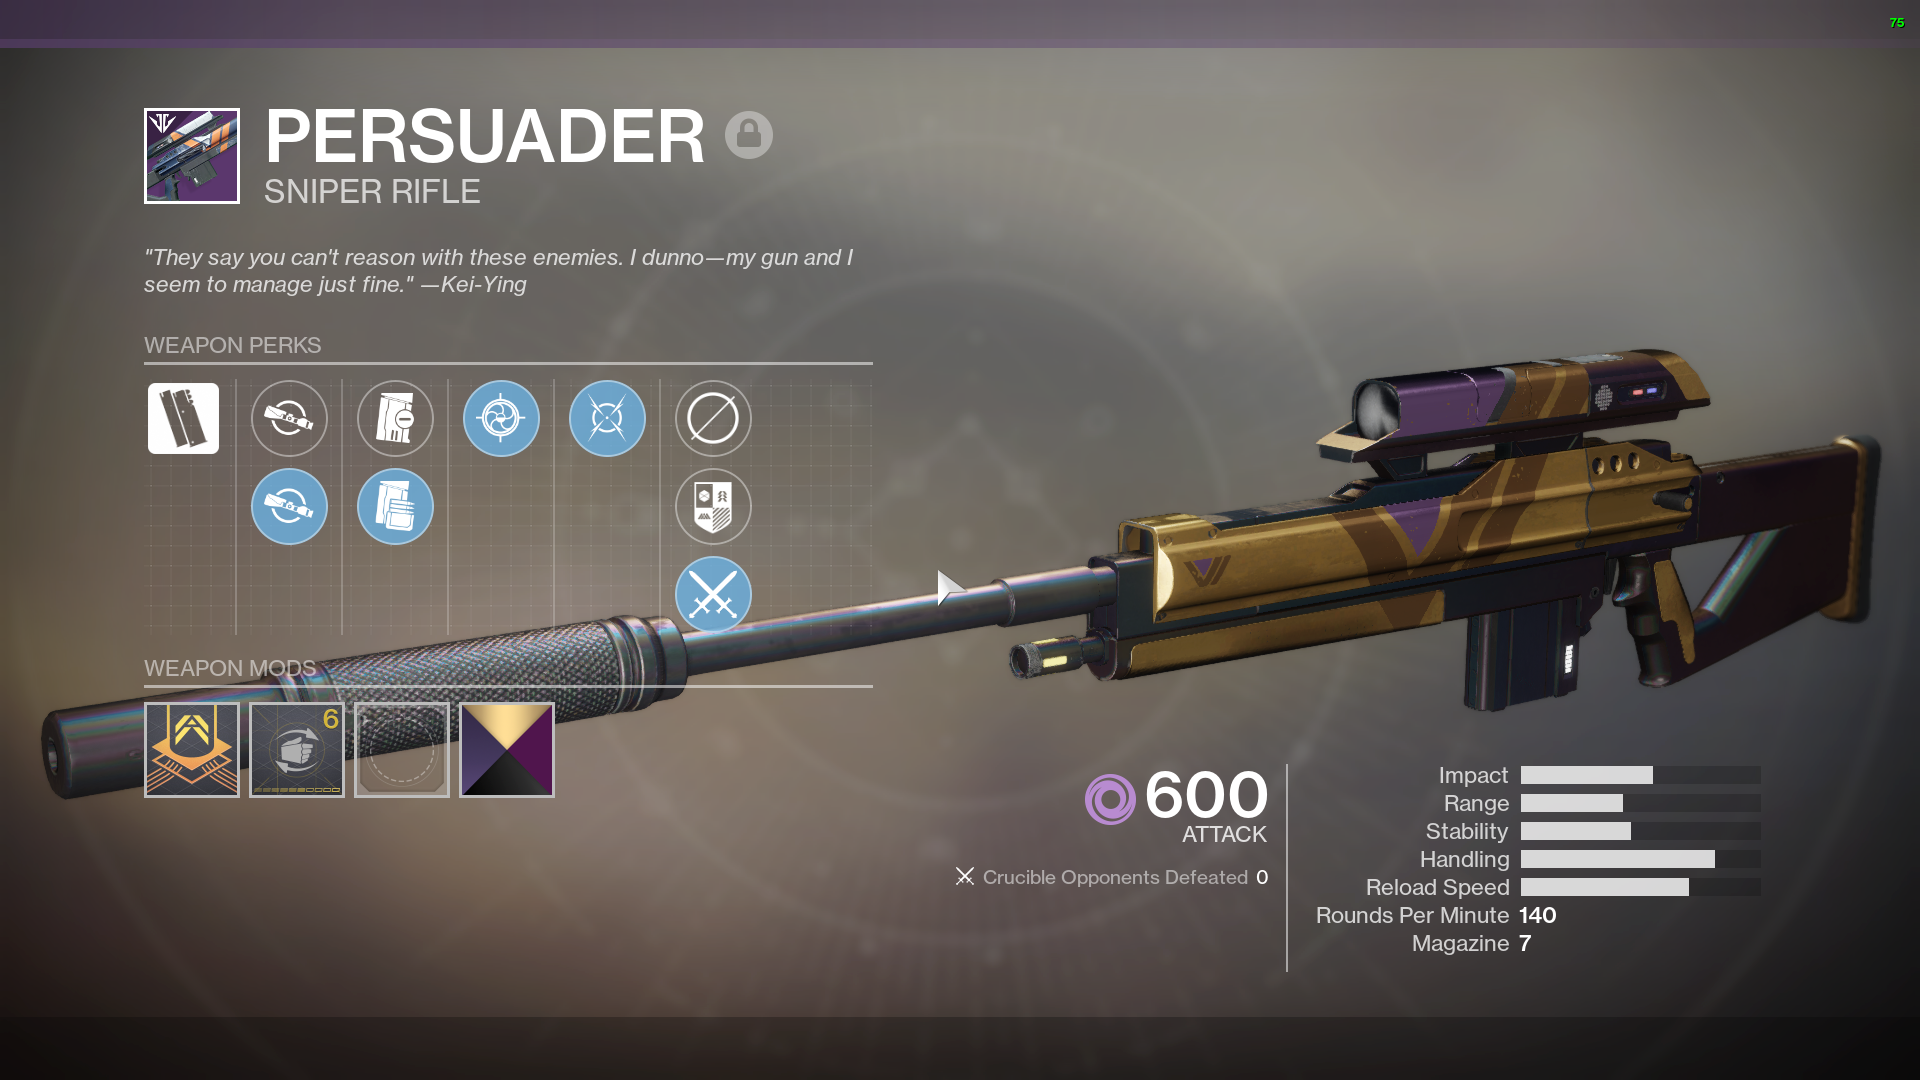 75
PERSUADER
SNIPER RIFLE
"They say you can't reason with these enemies. I dunno—my gun and I
seem to manage just fine." —Kei-Ying
WEAPON PERKS
WEAPON MODS
6
600
ATTACK
Crucible Opponents Defeated 0
Impact
Range
Stability
Handling
Reload Speed
Rounds Per Minute 140
Magazine 7